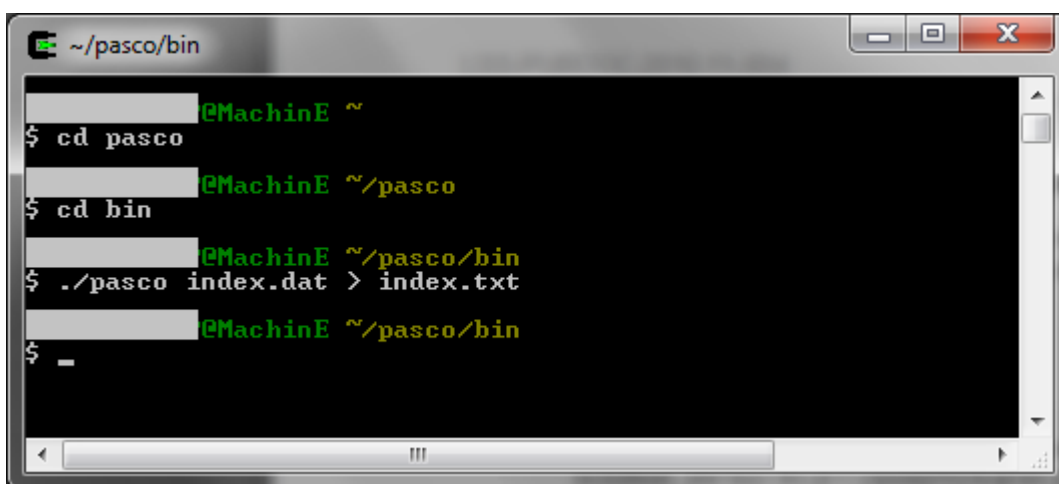 ~/pasco/bin
@MachinE ~
$ cd pasco
@MachinE ~/pasco
$ cd bin
@MachinE ~/pasco/bin
$ ./pasco index.dat > index.txt
@MachinE ~/pasco/bin
$ _